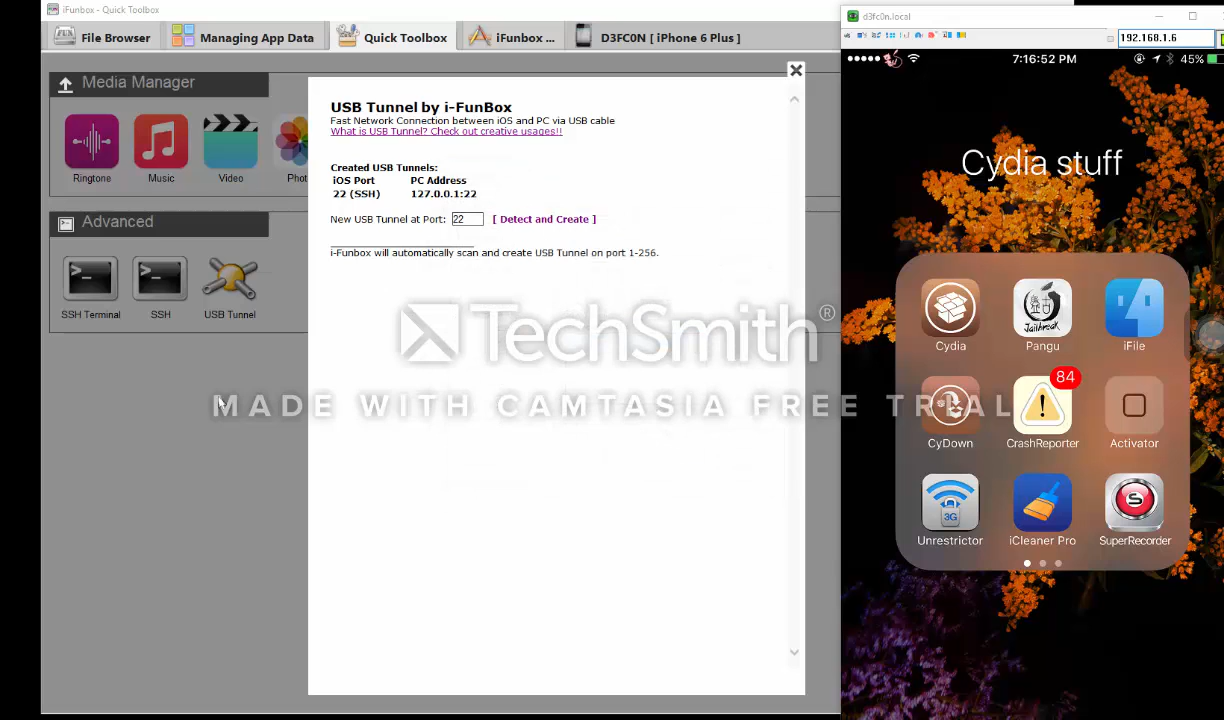 iFunbox - Quick Toolbox
File Browser
Managing App Data
Quick Toolbox
iFunbox ...
D3FC0N [ iPhone 6 Plus ]
Media Manager
Ringtone
Music
Video
Phot
Advanced
SSH Terminal
SSH
USB Tunnel
USB Tunnel by i-FunBox
Fast Network Connection between iOS and PC via USB cable
What is USB Tunnel? Check out creative usages!!
Created USB Tunnels:
iOS Port PC Address
22 (SSH) 127.0.0.1:22
New USB Tunnel at Port: 22 [ Detect and Create ]
i-Funbox will automatically scan and create USB Tunnel on port 1-256.
TechSmith®
MADE WITH CAMTASIA FREE TRIAL
d3fc0n.local
192.168.1.6
7:16:52 PM
45%
Cydia stuff
Cydia
Pangu
Jailbreak
iFile
CyDown
84
CrashReporter
Activator
3G
Unrestrictor
iCleaner Pro
S
SuperRecorder